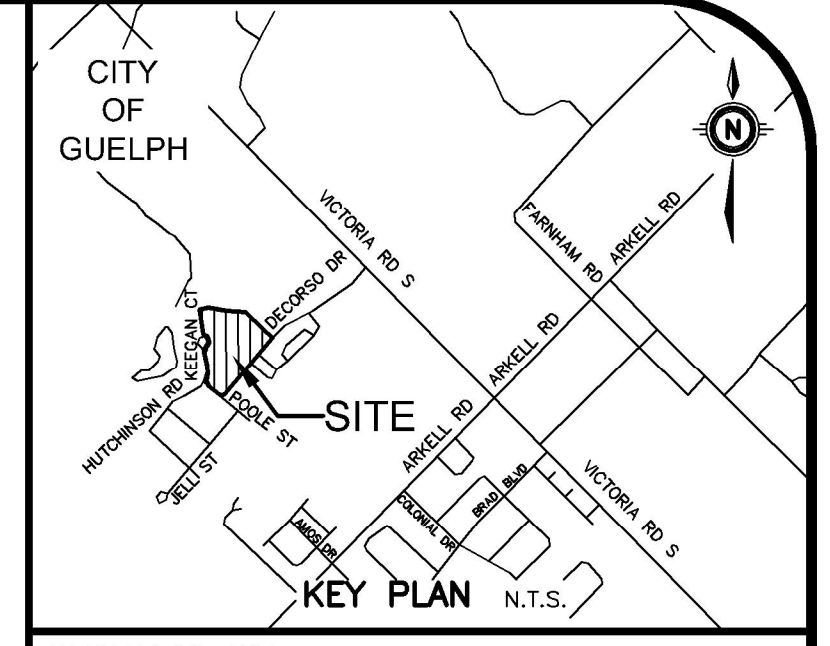 CITY
OF
GUELPH
N
VICTORIA RD S
FARNHAM RD
ARKELL RD
DECORSO DR
KEEGAN CT
ARKELL RD
HUTCHINSON RD
POOLE ST
SITE
ARKELL RD
JELLI ST
COLONIAL DR
BRAD BLVD
VICTORIA RD S
AMOS DR
KEY PLAN N.T.S.